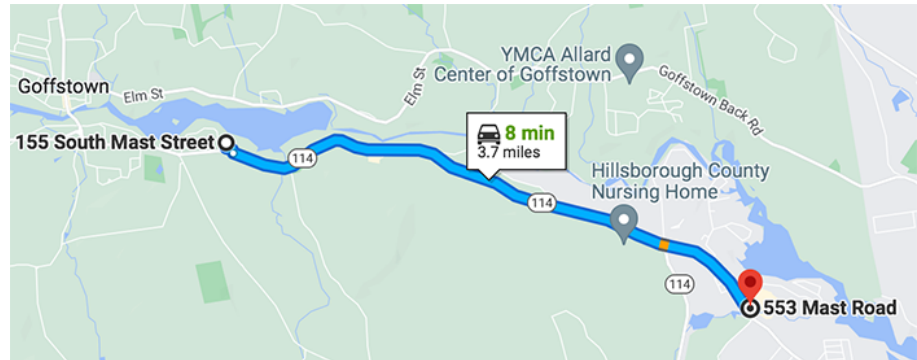 YMCA Allard
Center of Goffstown
Goffstown Back Rd
Goffstown
Elm St
Elm St
155 South Mast Street
8 min
3.7 miles
114
Hillsborough County
Nursing Home
114
114
553 Mast Road